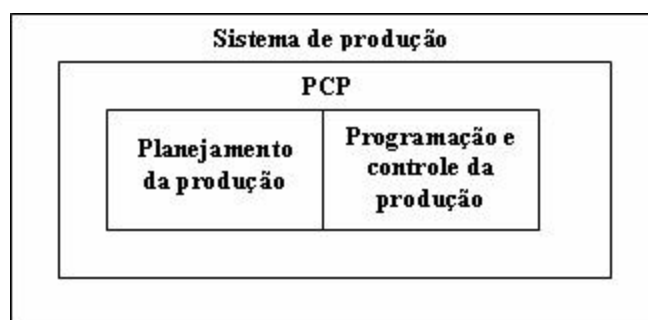 Sistema de produção
PCP
Planejamento
da produção
Programação e
controle da
produção